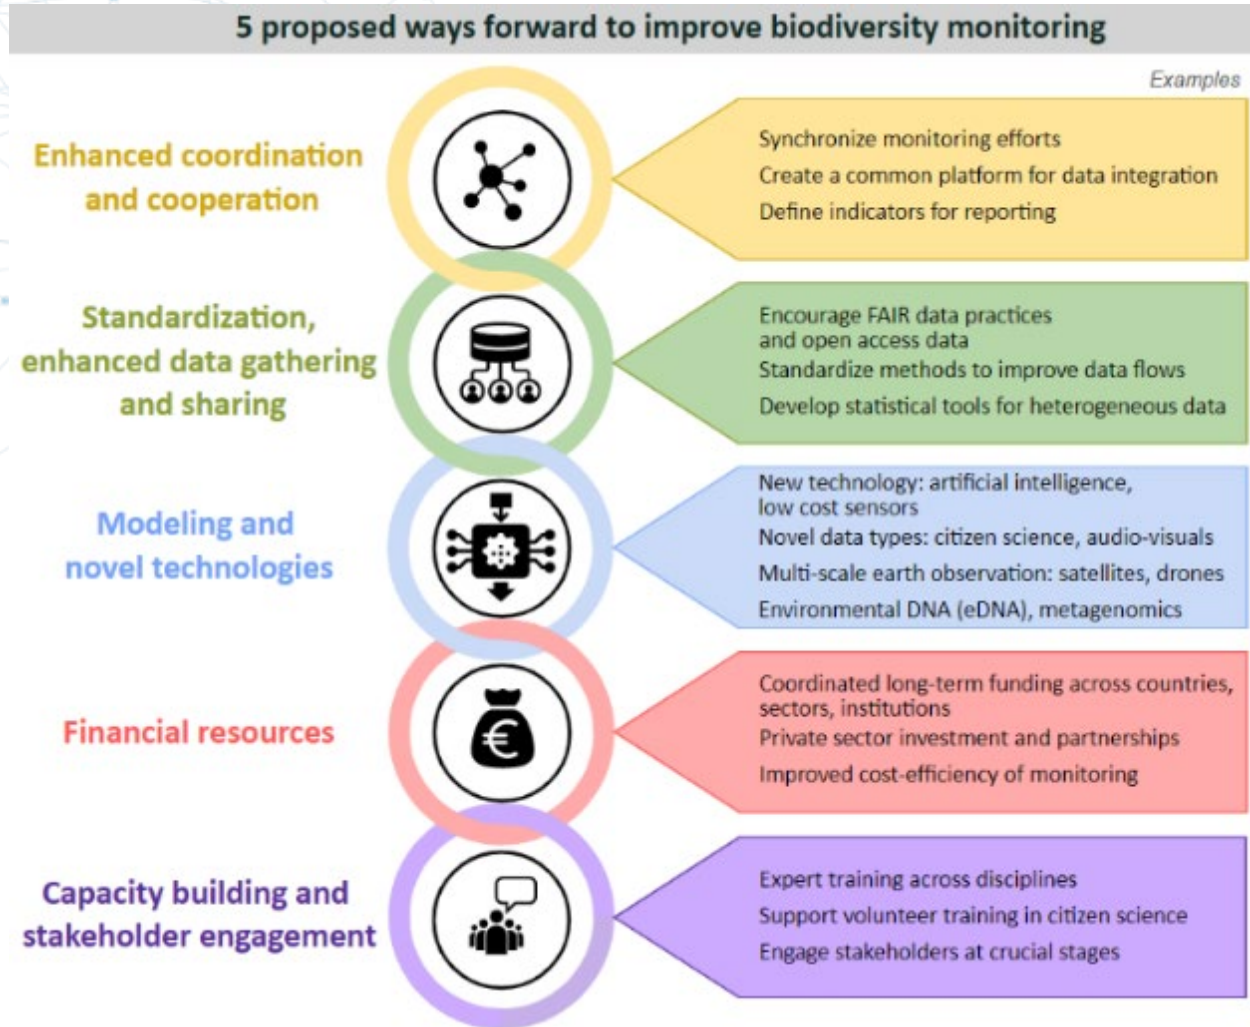 5 proposed ways forward to improve biodiversity monitoring
Examples
Enhanced coordination
and cooperation
Synchronize monitoring efforts
Create a common platform for data integration
Define indicators for reporting
Standardization,
enhanced data gathering
and sharing
Encourage FAIR data practices
and open access data
Standardize methods to improve data flows
Develop statistical tools for heterogeneous data
Modeling and
novel technologies
New technology: artificial intelligence,
low cost sensors
Novel data types: citizen science, audio-visuals
Multi-scale earth observation: satellites, drones
Environmental DNA (eDNA), metagenomics
Financial resources
€
Coordinated long-term funding across countries,
sectors, institutions
Private sector investment and partnerships
Improved cost-efficiency of monitoring
Capacity building and
stakeholder engagement
Expert training across disciplines
Support volunteer training in citizen science
Engage stakeholders at crucial stages